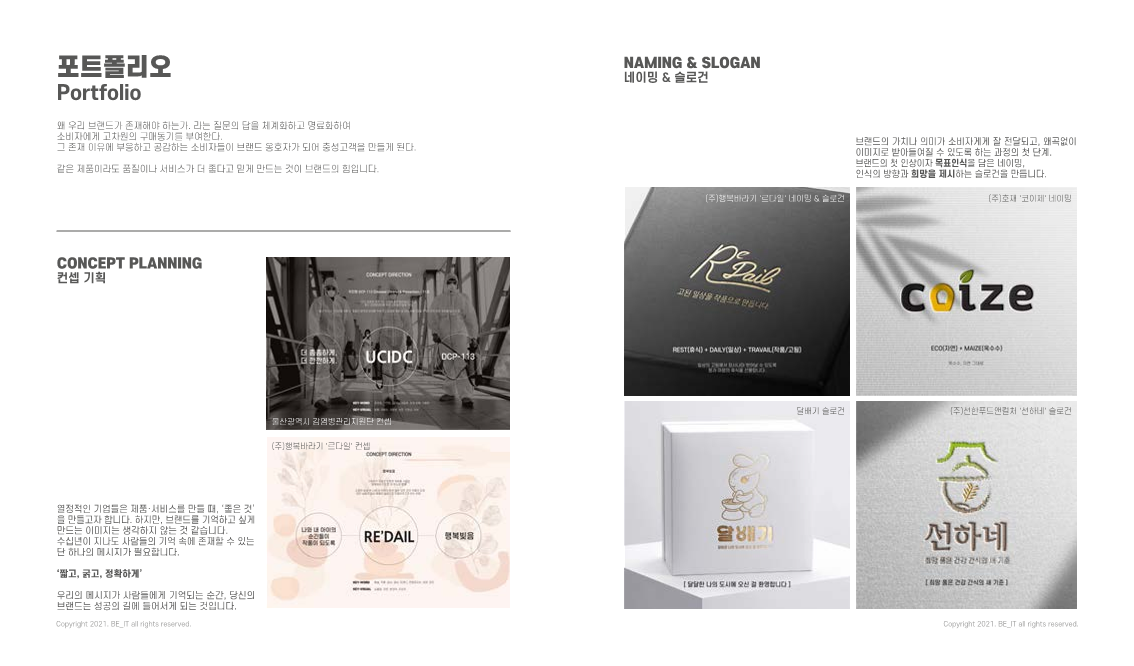 포트폴리오
Portfolio
왜 우리 브랜드가 존재해야 하는가. 라는 질문의 답을 체계화하고 명료화하여
소비자에게 고차원의 구매동기를 부여한다.
그 존재 이유에 부응하고 공감하는 소비자들이 브랜드 옹호자가 되어 충성고객을 만들게 된다.
같은 제품이라도 품질이나 서비스가 더 좋다고 믿게 만드는 것이 브랜드의 힘입니다.
CONCEPT PLANNING
컨셉 기획
CONCEPT DIRECTION
더 촘촘하게,
더 탄탄하게
UCIDC
DCP-113
KEY-WORD
KEY-VISUAL
울산광역시 감염병관리지원단 컨셉
(주)행복바라기 '르다일' 컨셉
CONCEPT DIRECTION
행복빛음
나와 내 아이의
순간들이
작품이 되도록
RE'DAIL
행복빛음
KEY-WORD
KEY-VISUAL
열정적인 기업들은 제품·서비스를 만들 때, '좋은 것'
을 만들고자 합니다. 하지만, 브랜드를 기억하고 싶게
만드는 이미지는 생각하지 않는 것 같습니다.
수십년이 지나도 사람들의 기억 속에 존재할 수 있는
단 하나의 메시지가 필요합니다.
'짧고, 굵고, 정확하게'
우리의 메시지가 사람들에게 기억되는 순간, 당신의
브랜드는 성공의 길에 들어서게 되는 것입니다.
Copyright 2021. BE_IT all rights reserved.
NAMING & SLOGAN
네이밍 & 슬로건
브랜드의 가치나 의미가 소비자게게 잘 전달되고, 왜곡없이
이미지로 받아들여질 수 있도록 하는 과정의 첫 단계.
브랜드의 첫 인상이자 목표인식을 담은 네이밍,
인식의 방향과 희망을 제시하는 슬로건을 만듭니다.
(주)행복바라기 '르다일' 네이밍 & 슬로건
Re Dail
고된 일상을 작품으로 만듭니다.
REST(휴식) + DAILY(일상) + TRAVAIL(작품/고됨)
(주)호재 '코이제' 네이밍
coize
ECO(자연) + MAIZE(옥수수)
달배기 슬로건
달배기
[ 달달한 나의 도시에 오신 걸 환영합니다 ]
(주)선한푸드앤컬처 '선하네' 슬로건
선하네
희망 품은 건강 간식의 새 기준
[ 희망 품은 건강 간식의 새 기준 ]
Copyright 2021. BE_IT all rights reserved.